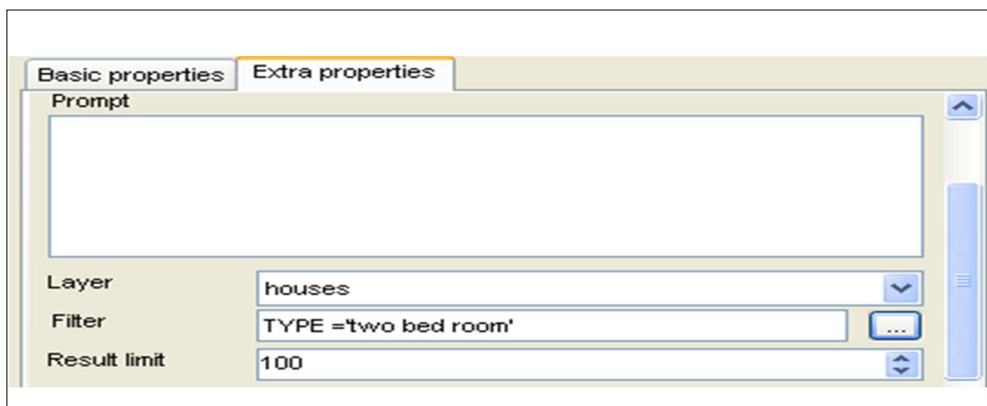 Basic properties Extra properties
Prompt
Layer houses
Filter TYPE ='two bed room' ...
Result limit 100